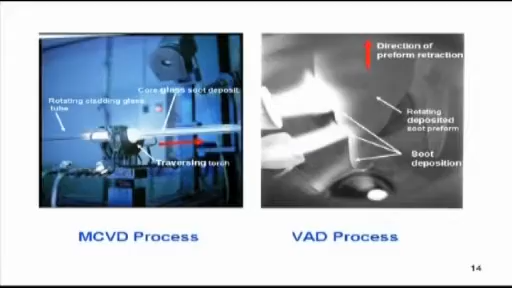 Core glass soot deposit
Rotating cladding glass
tube
Traversing torch
Direction of
preform retraction
Rotating
deposited
soot preform
Soot
deposition
MCVD Process
VAD Process
14